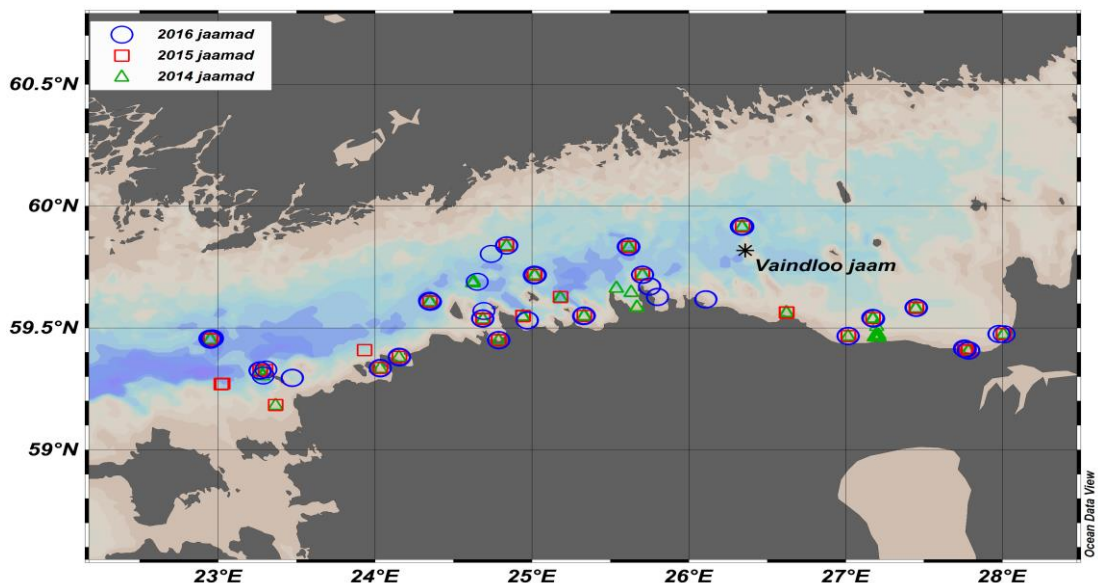 2016 jaamad
2015 jaamad
2014 jaamad
60.5°N
60°N
59.5°N
59°N
Vaindloo jaam
23°E
24°E
25°E
26°E
27°E
28°E
Ocean Data View